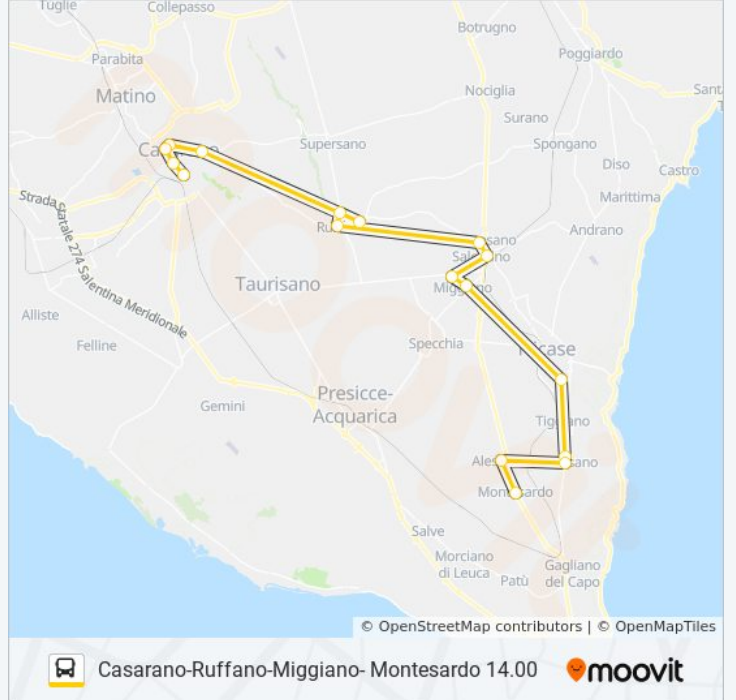 Tuglie
Collepasso
Botrugno
Parabita
Poggiardo
Matino
Nociglia
Surano
Supersano
Spongano
Diso
Castro
Marittima
Strada Statale 274 Salentina Meridionale
Andrano
Taurisano
Alliste
Felline
Specchia
Gemini
Presicce-
Acquarica
Salve
Morciano
di Leuca
Patù
Gagliano
del Capo
© OpenStreetMap contributors | © OpenMapTiles
Casarano-Ruffano-Miggiano- Montesardo 14.00
moovit